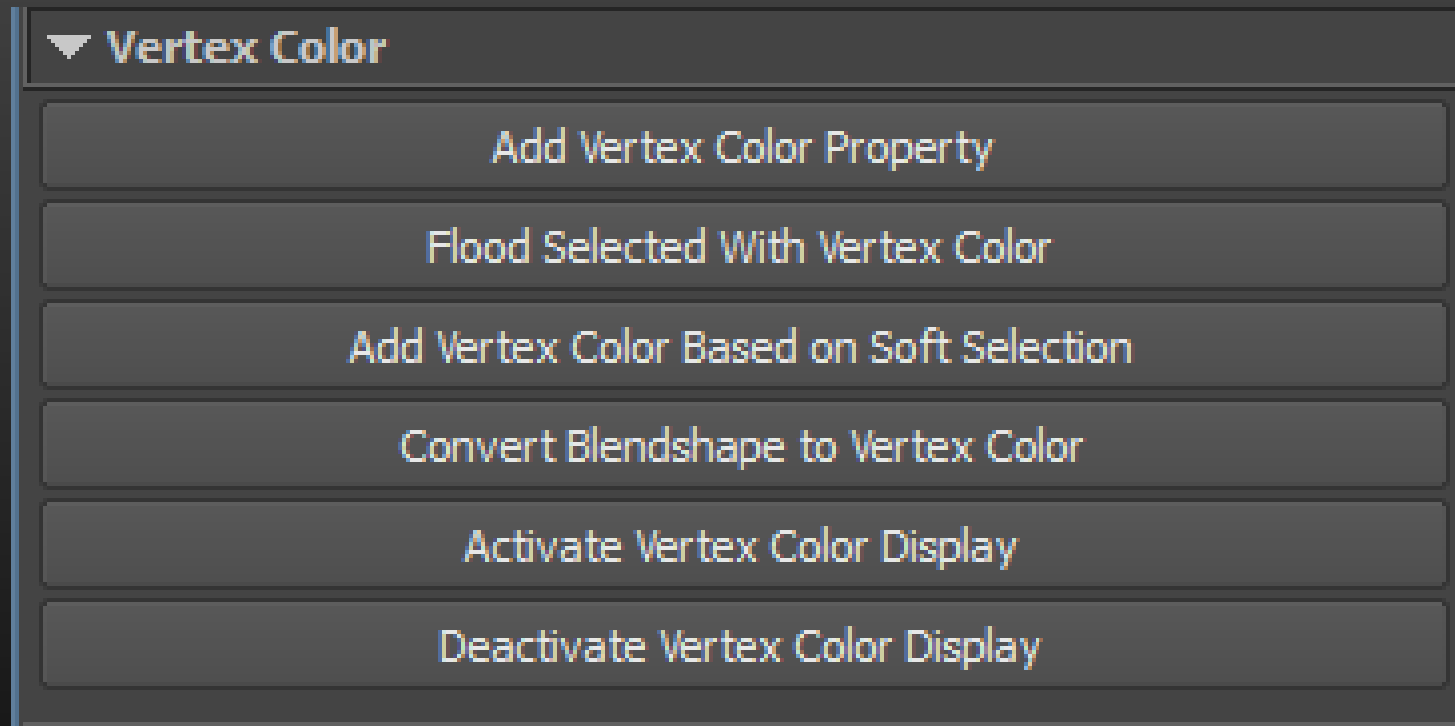 Vertex Color
Add Vertex Color Property
Flood Selected With Vertex Color
Add Vertex Color Based on Soft Selection
Convert Blendshape to Vertex Color
Activate Vertex Color Display
Deactivate Vertex Color Display